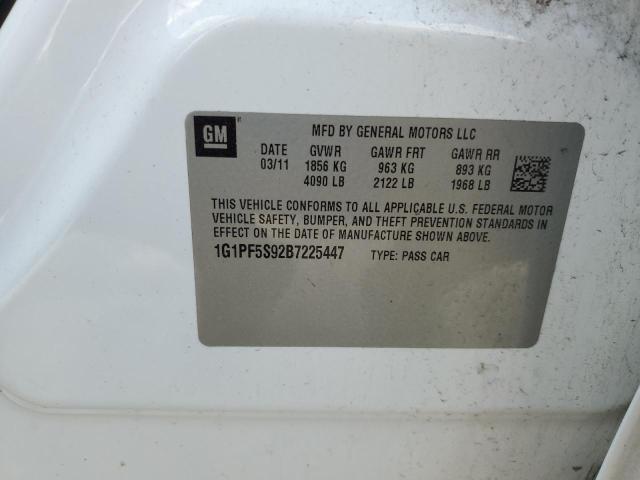 GM MFD BY GENERAL MOTORS LLC
DATE GVWR GAWR FRT GAWR RR
03/11 1856 KG 963 KG 893 KG
4090 LB 2122 LB 1968 LB
THIS VEHICLE CONFORMS TO ALL APPLICABLE U.S. FEDERAL MOTOR
VEHICLE SAFETY, BUMPER, AND THEFT PREVENTION STANDARDS IN
EFFECT ON THE DATE OF MANUFACTURE SHOWN ABOVE.
1G1PF5S92B7225447 TYPE: PASS CAR